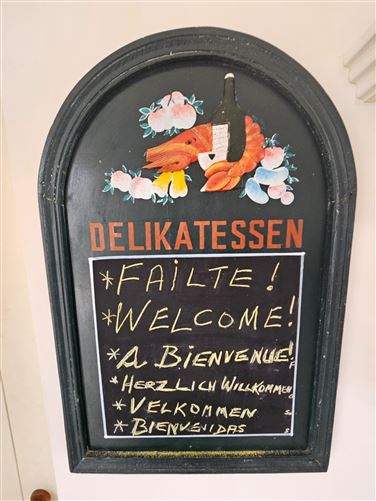 DELIKATESSEN
*FAILTE!
*WELCOME!
*A BIENVENUE!
*HERZLICH WILLKOMMEN
*VELKOMMEN
*BIENVENIDAS